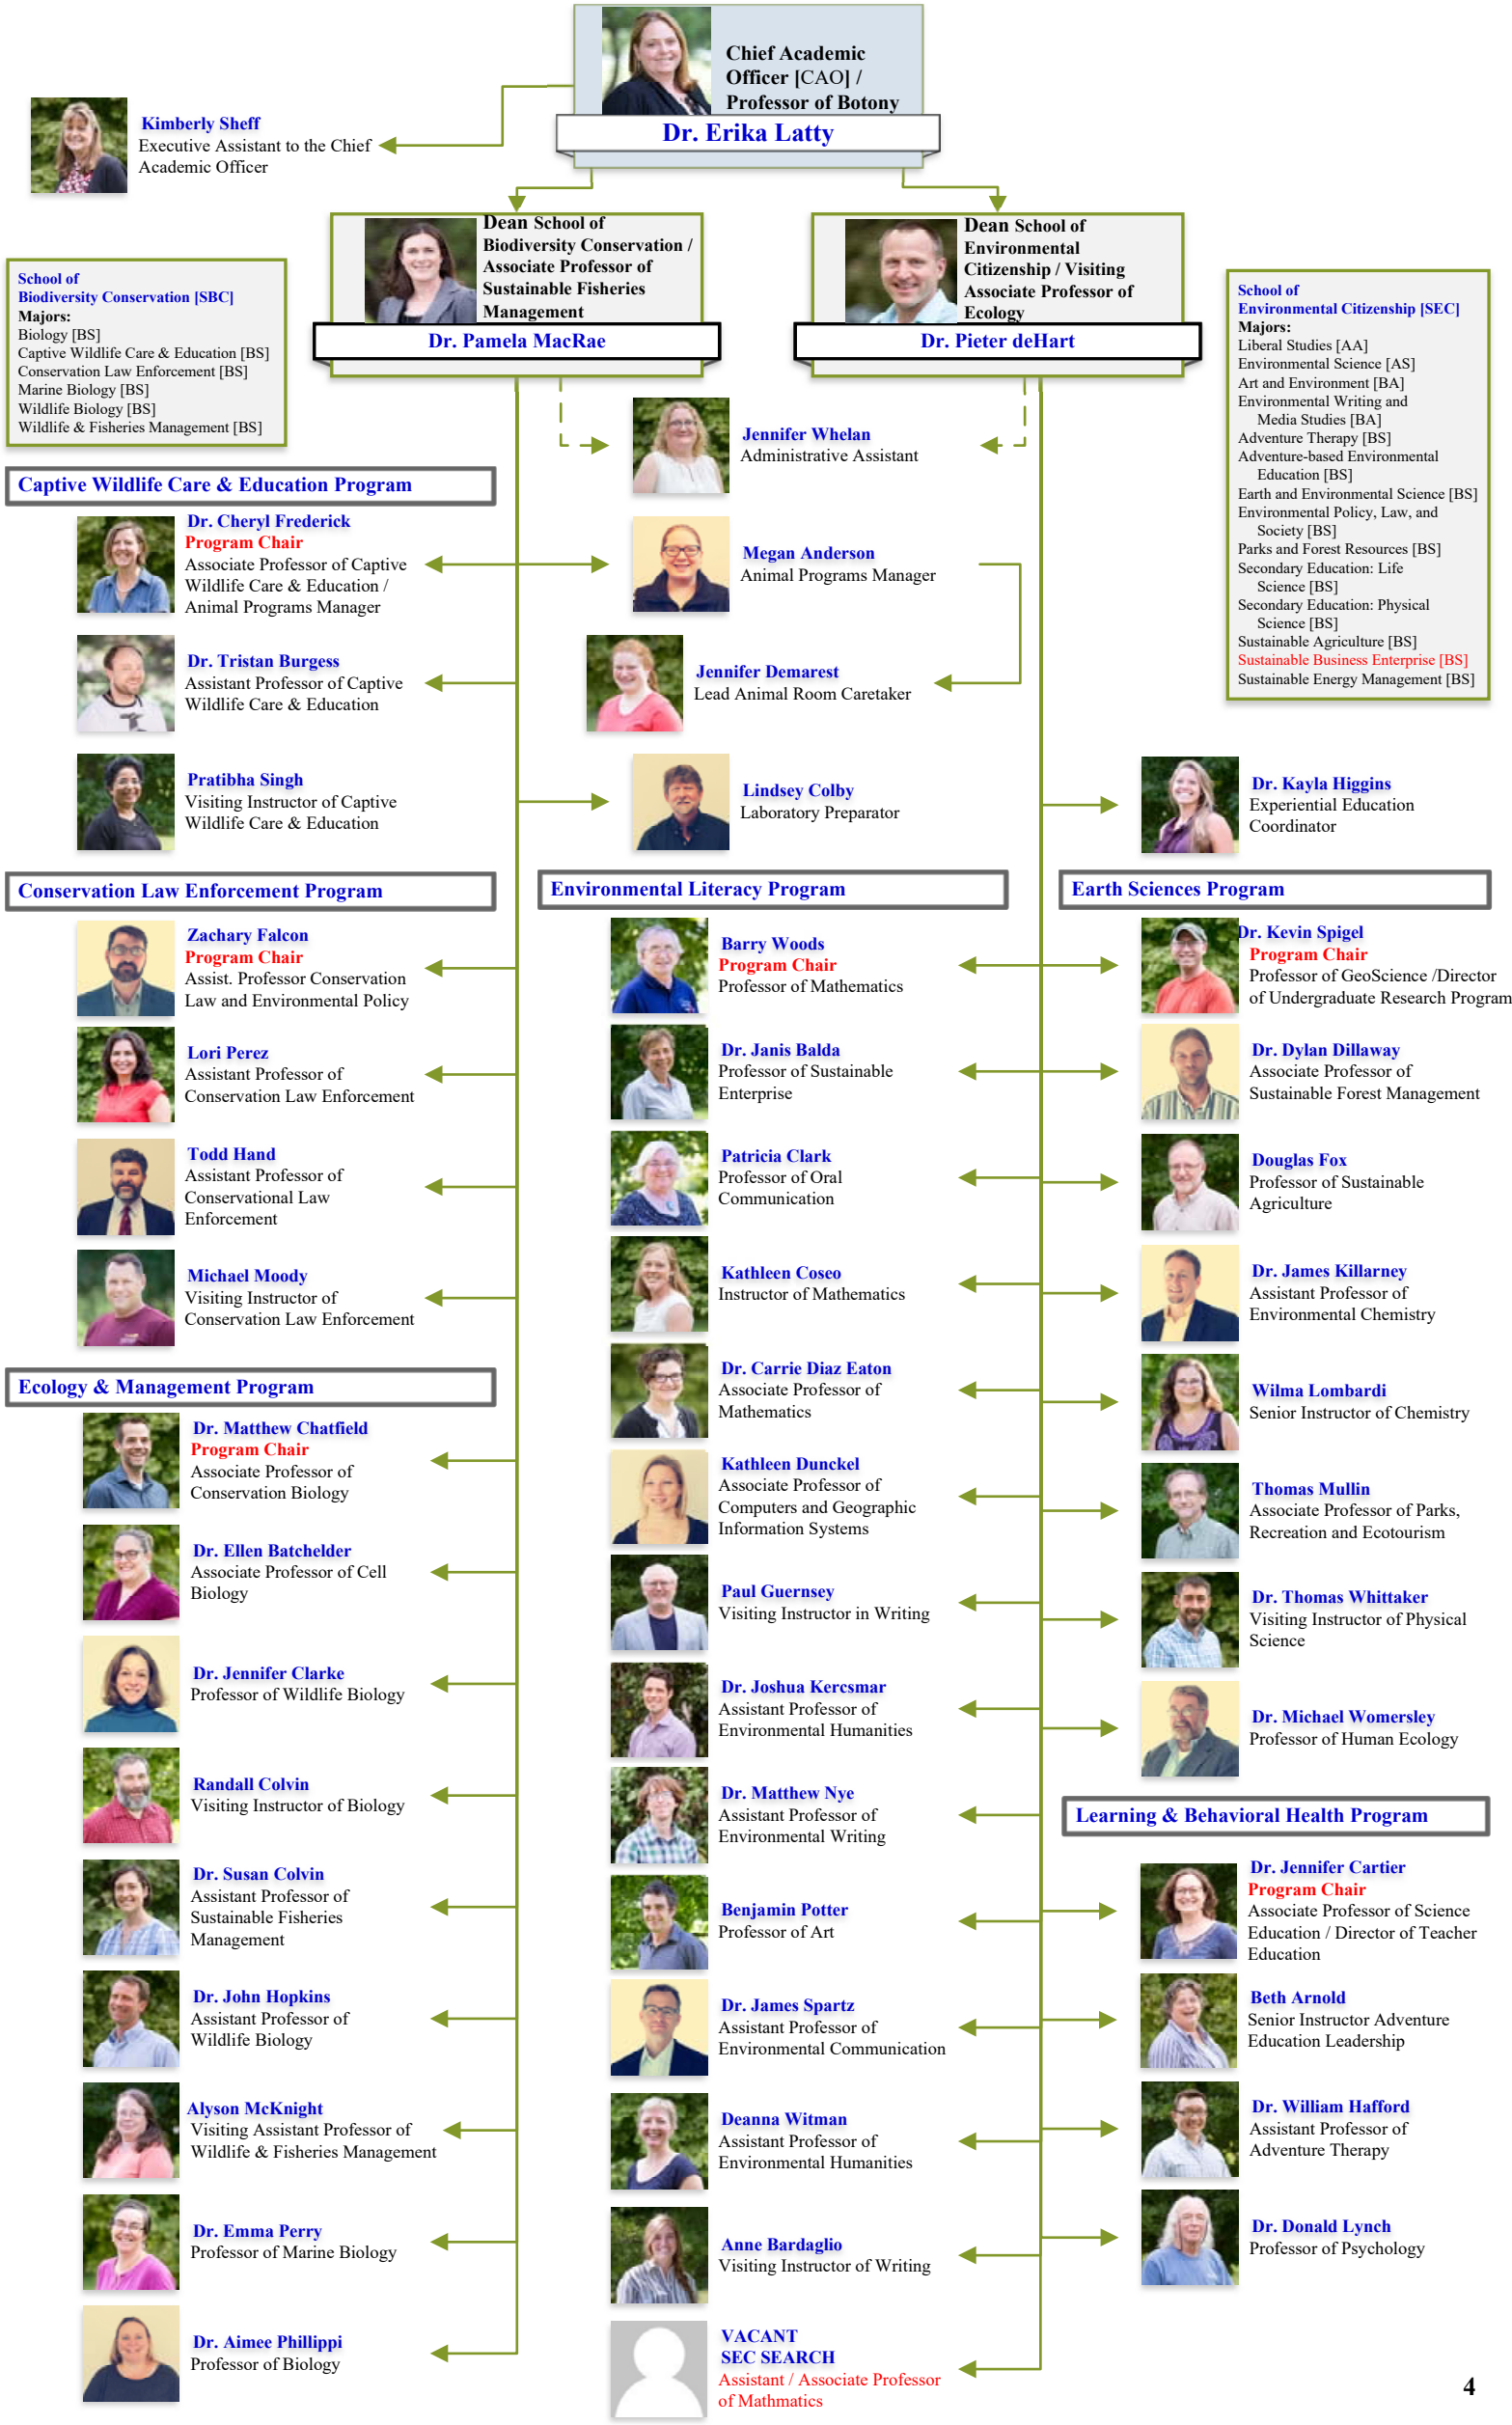 Chief Academic
Officer [CAO] /
Professor of Botony
Dr. Erika Latty
Kimberly Sheff
Executive Assistant to the Chief
Academic Officer
Dean School of
Biodiversity Conservation /
Associate Professor of
Sustainable Fisheries
Management
Dr. Pamela MacRae
Dean School of
Environmental
Citizenship / Visiting
Associate Professor of
Ecology
Dr. Pieter deHart
School of
Biodiversity Conservation [SBC]
Majors:
Biology [BS]
Captive Wildlife Care & Education [BS]
Conservation Law Enforcement [BS]
Marine Biology [BS]
Wildlife Biology [BS]
Wildlife & Fisheries Management [BS]
School of
Environmental Citizenship [SEC]
Majors:
Liberal Studies [AA]
Environmental Science [AS]
Art and Environment [BA]
Environmental Writing and
Media Studies [BA]
Adventure Therapy [BS]
Adventure-based Environmental
Education [BS]
Earth and Environmental Science [BS]
Environmental Policy, Law, and
Society [BS]
Parks and Forest Resources [BS]
Secondary Education: Life
Science [BS]
Secondary Education: Physical
Science [BS]
Sustainable Agriculture [BS]
Sustainable Business Enterprise [BS]
Sustainable Energy Management [BS]
Jennifer Whelan
Administrative Assistant
Captive Wildlife Care & Education Program
Dr. Cheryl Frederick
Program Chair
Associate Professor of Captive
Wildlife Care & Education /
Animal Programs Manager
Megan Anderson
Animal Programs Manager
Dr. Tristan Burgess
Assistant Professor of Captive
Wildlife Care & Education
Jennifer Demarest
Lead Animal Room Caretaker
Pratibha Singh
Visiting Instructor of Captive
Wildlife Care & Education
Lindsey Colby
Laboratory Preparator
Dr. Kayla Higgins
Experiential Education
Coordinator
Conservation Law Enforcement Program
Zachary Falcon
Program Chair
Assist. Professor Conservation
Law and Environmental Policy
Lori Perez
Assistant Professor of
Conservation Law Enforcement
Todd Hand
Assistant Professor of
Conservational Law
Enforcement
Michael Moody
Visiting Instructor of
Conservation Law Enforcement
Ecology & Management Program
Dr. Matthew Chatfield
Program Chair
Associate Professor of
Conservation Biology
Dr. Ellen Batchelder
Associate Professor of Cell
Biology
Dr. Jennifer Clarke
Professor of Wildlife Biology
Randall Colvin
Visiting Instructor of Biology
Dr. Susan Colvin
Assistant Professor of
Sustainable Fisheries
Management
Dr. John Hopkins
Assistant Professor of
Wildlife Biology
Alyson McKnight
Visiting Assistant Professor of
Wildlife & Fisheries Management
Dr. Emma Perry
Professor of Marine Biology
Dr. Aimee Phillippi
Professor of Biology
Environmental Literacy Program
Barry Woods
Program Chair
Professor of Mathematics
Dr. Janis Balda
Professor of Sustainable
Enterprise
Patricia Clark
Professor of Oral
Communication
Kathleen Coseo
Instructor of Mathematics
Dr. Carrie Diaz Eaton
Associate Professor of
Mathematics
Kathleen Dunckel
Associate Professor of
Computers and Geographic
Information Systems
Paul Guernsey
Visiting Instructor in Writing
Dr. Joshua Kercsmar
Assistant Professor of
Environmental Humanities
Dr. Matthew Nye
Assistant Professor of
Environmental Writing
Benjamin Potter
Professor of Art
Dr. James Spartz
Assistant Professor of
Environmental Communication
Deanna Witman
Assistant Professor of
Environmental Humanities
Anne Bardaglio
Visiting Instructor of Writing
VACANT
SEC SEARCH
Assistant / Associate Professor
of Mathmatics
Earth Sciences Program
Dr. Kevin Spigel
Program Chair
Professor of GeoScience /Director
of Undergraduate Research Program
Dr. Dylan Dillaway
Associate Professor of
Sustainable Forest Management
Douglas Fox
Professor of Sustainable
Agriculture
Dr. James Killarney
Assistant Professor of
Environmental Chemistry
Wilma Lombardi
Senior Instructor of Chemistry
Thomas Mullin
Associate Professor of Parks,
Recreation and Ecotourism
Dr. Thomas Whittaker
Visiting Instructor of Physical
Science
Dr. Michael Womersley
Professor of Human Ecology
Learning & Behavioral Health Program
Dr. Jennifer Cartier
Program Chair
Associate Professor of Science
Education / Director of Teacher
Education
Beth Arnold
Senior Instructor Adventure
Education Leadership
Dr. William Hafford
Assistant Professor of
Adventure Therapy
Dr. Donald Lynch
Professor of Psychology
4